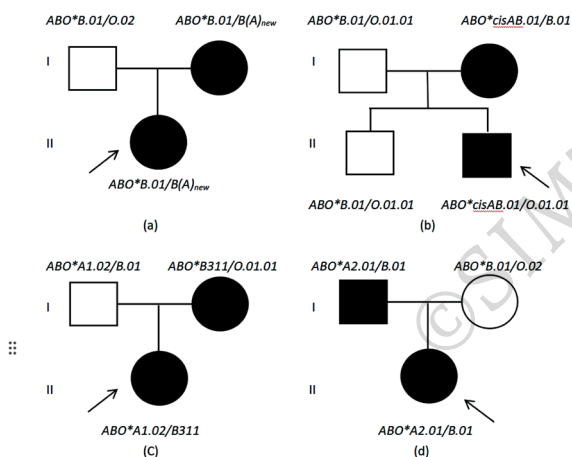 ABO*B.01/O.02 ABO*B.01/B(A)new
I
II
ABO*B.01/B(A)new
(a)
ABO*B.01/O.01.01 ABO*cisAB.01/B.01
I
II
ABO*B.01/O.01.01 ABO*cisAB.01/O.01.01
(b)
ABO*A1.02/B.01 ABO*B311/O.01.01
I
II
ABO*A1.02/B311
(C)
ABO*A2.01/B.01 ABO*B.01/O.02
I
II
ABO*A2.01/B.01
(d)